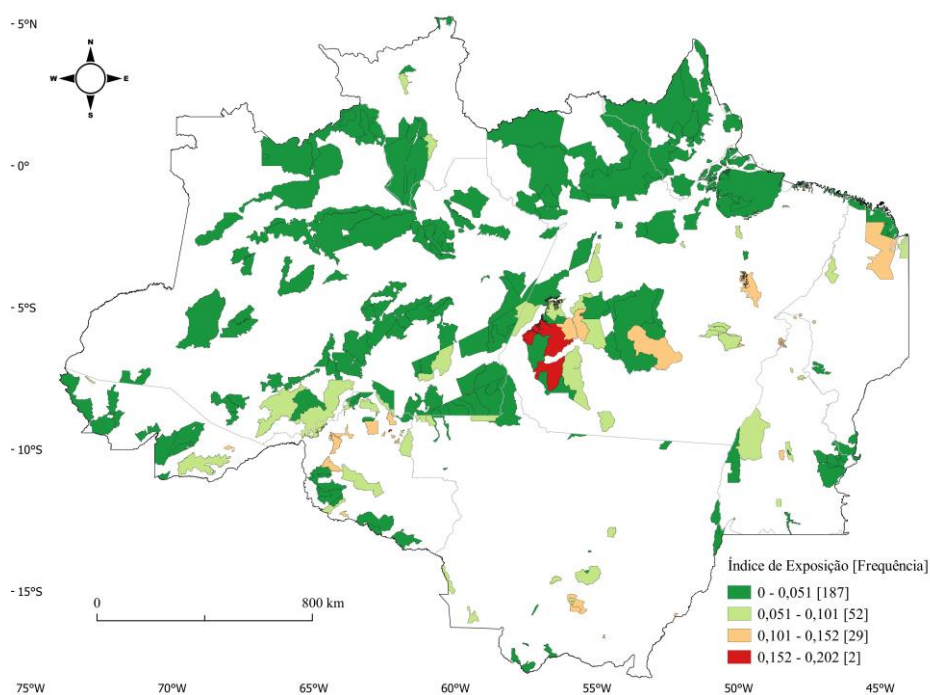 - 5°N
N
W
E
S
- 0°
- 5°S
- 10°S
- 15°S
0
800 km
Índice de Exposição [Frequência]
0 - 0,051 [187]
0,051 - 0,101 [52]
0,101 - 0,152 [29]
0,152 - 0,202 [2]
75°W
70°W
65°W
60°W
55°W
50°W
45°W